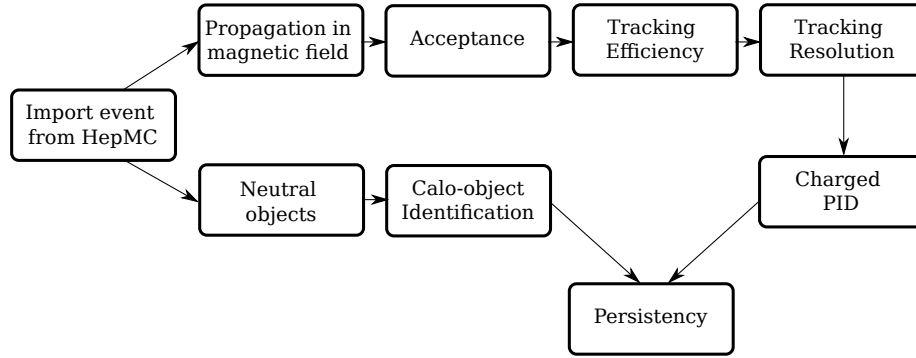 Propagation in
magnetic field
Acceptance
Tracking
Efficiency
Tracking
Resolution
Import event
from HepMC
Neutral
objects
Calo-object
Identification
Charged
PID
Persistency